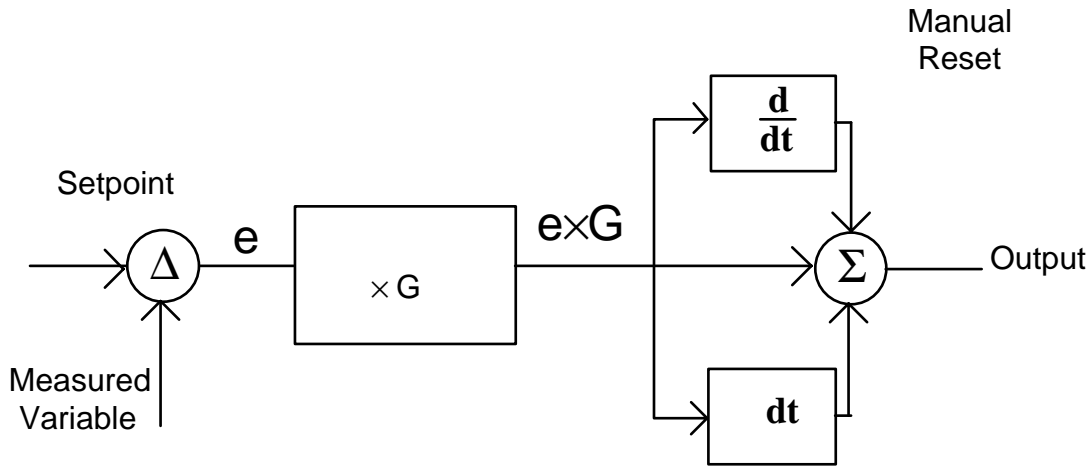 Manual
Reset
d
dt
Setpoint
e
e×G
Δ
× G
Σ
Output
Measured
Variable
dt